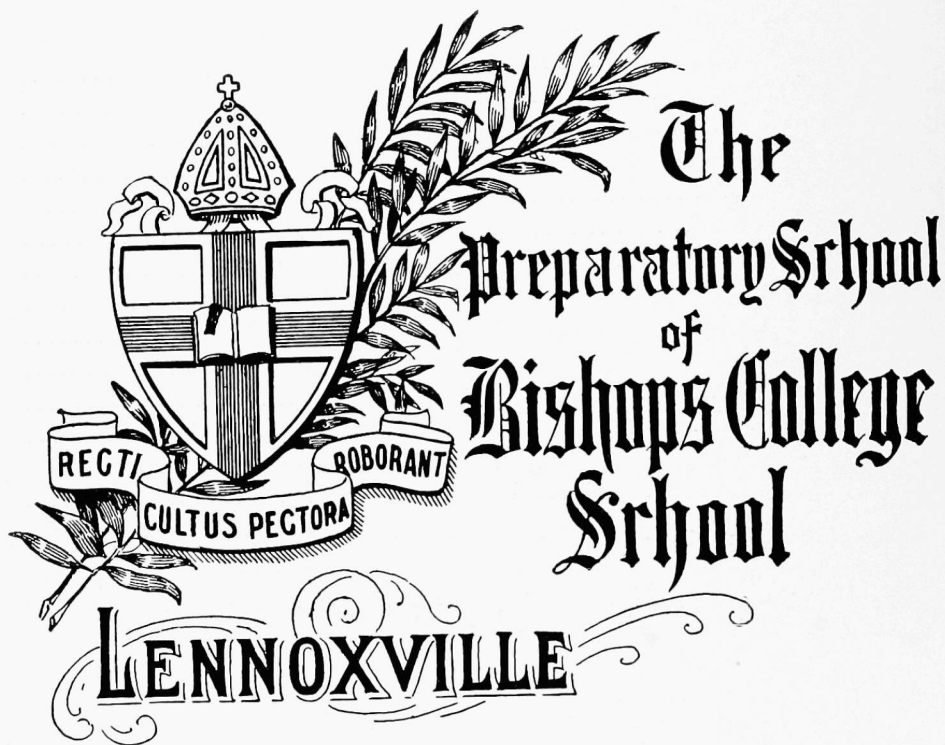 The
Preparatory School
of
Bishops College
School
RECTI CULTUS PECTORA ROBORANT
LENNOXVILLE